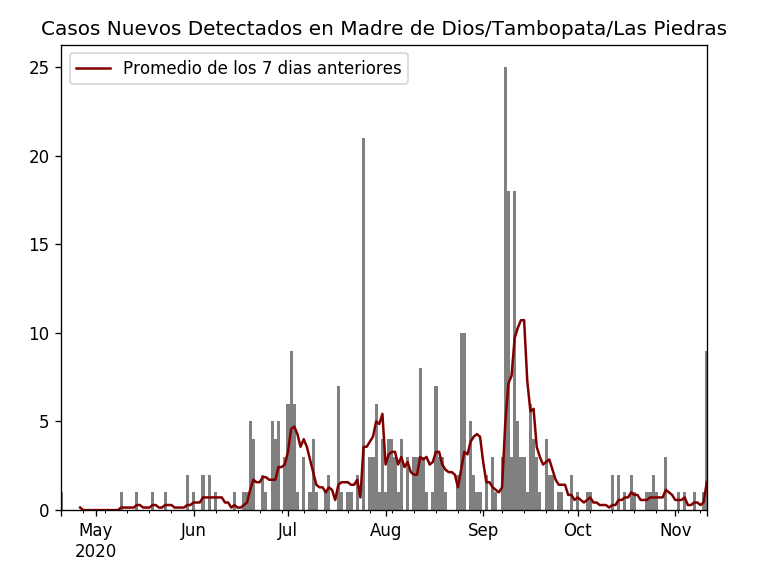 Casos Nuevos Detectados en Madre de Dios/Tambopata/Las Piedras
Promedio de los 7 dias anteriores
25
20
15
10
5
0
May Jun Jul Aug Sep Oct Nov
2020